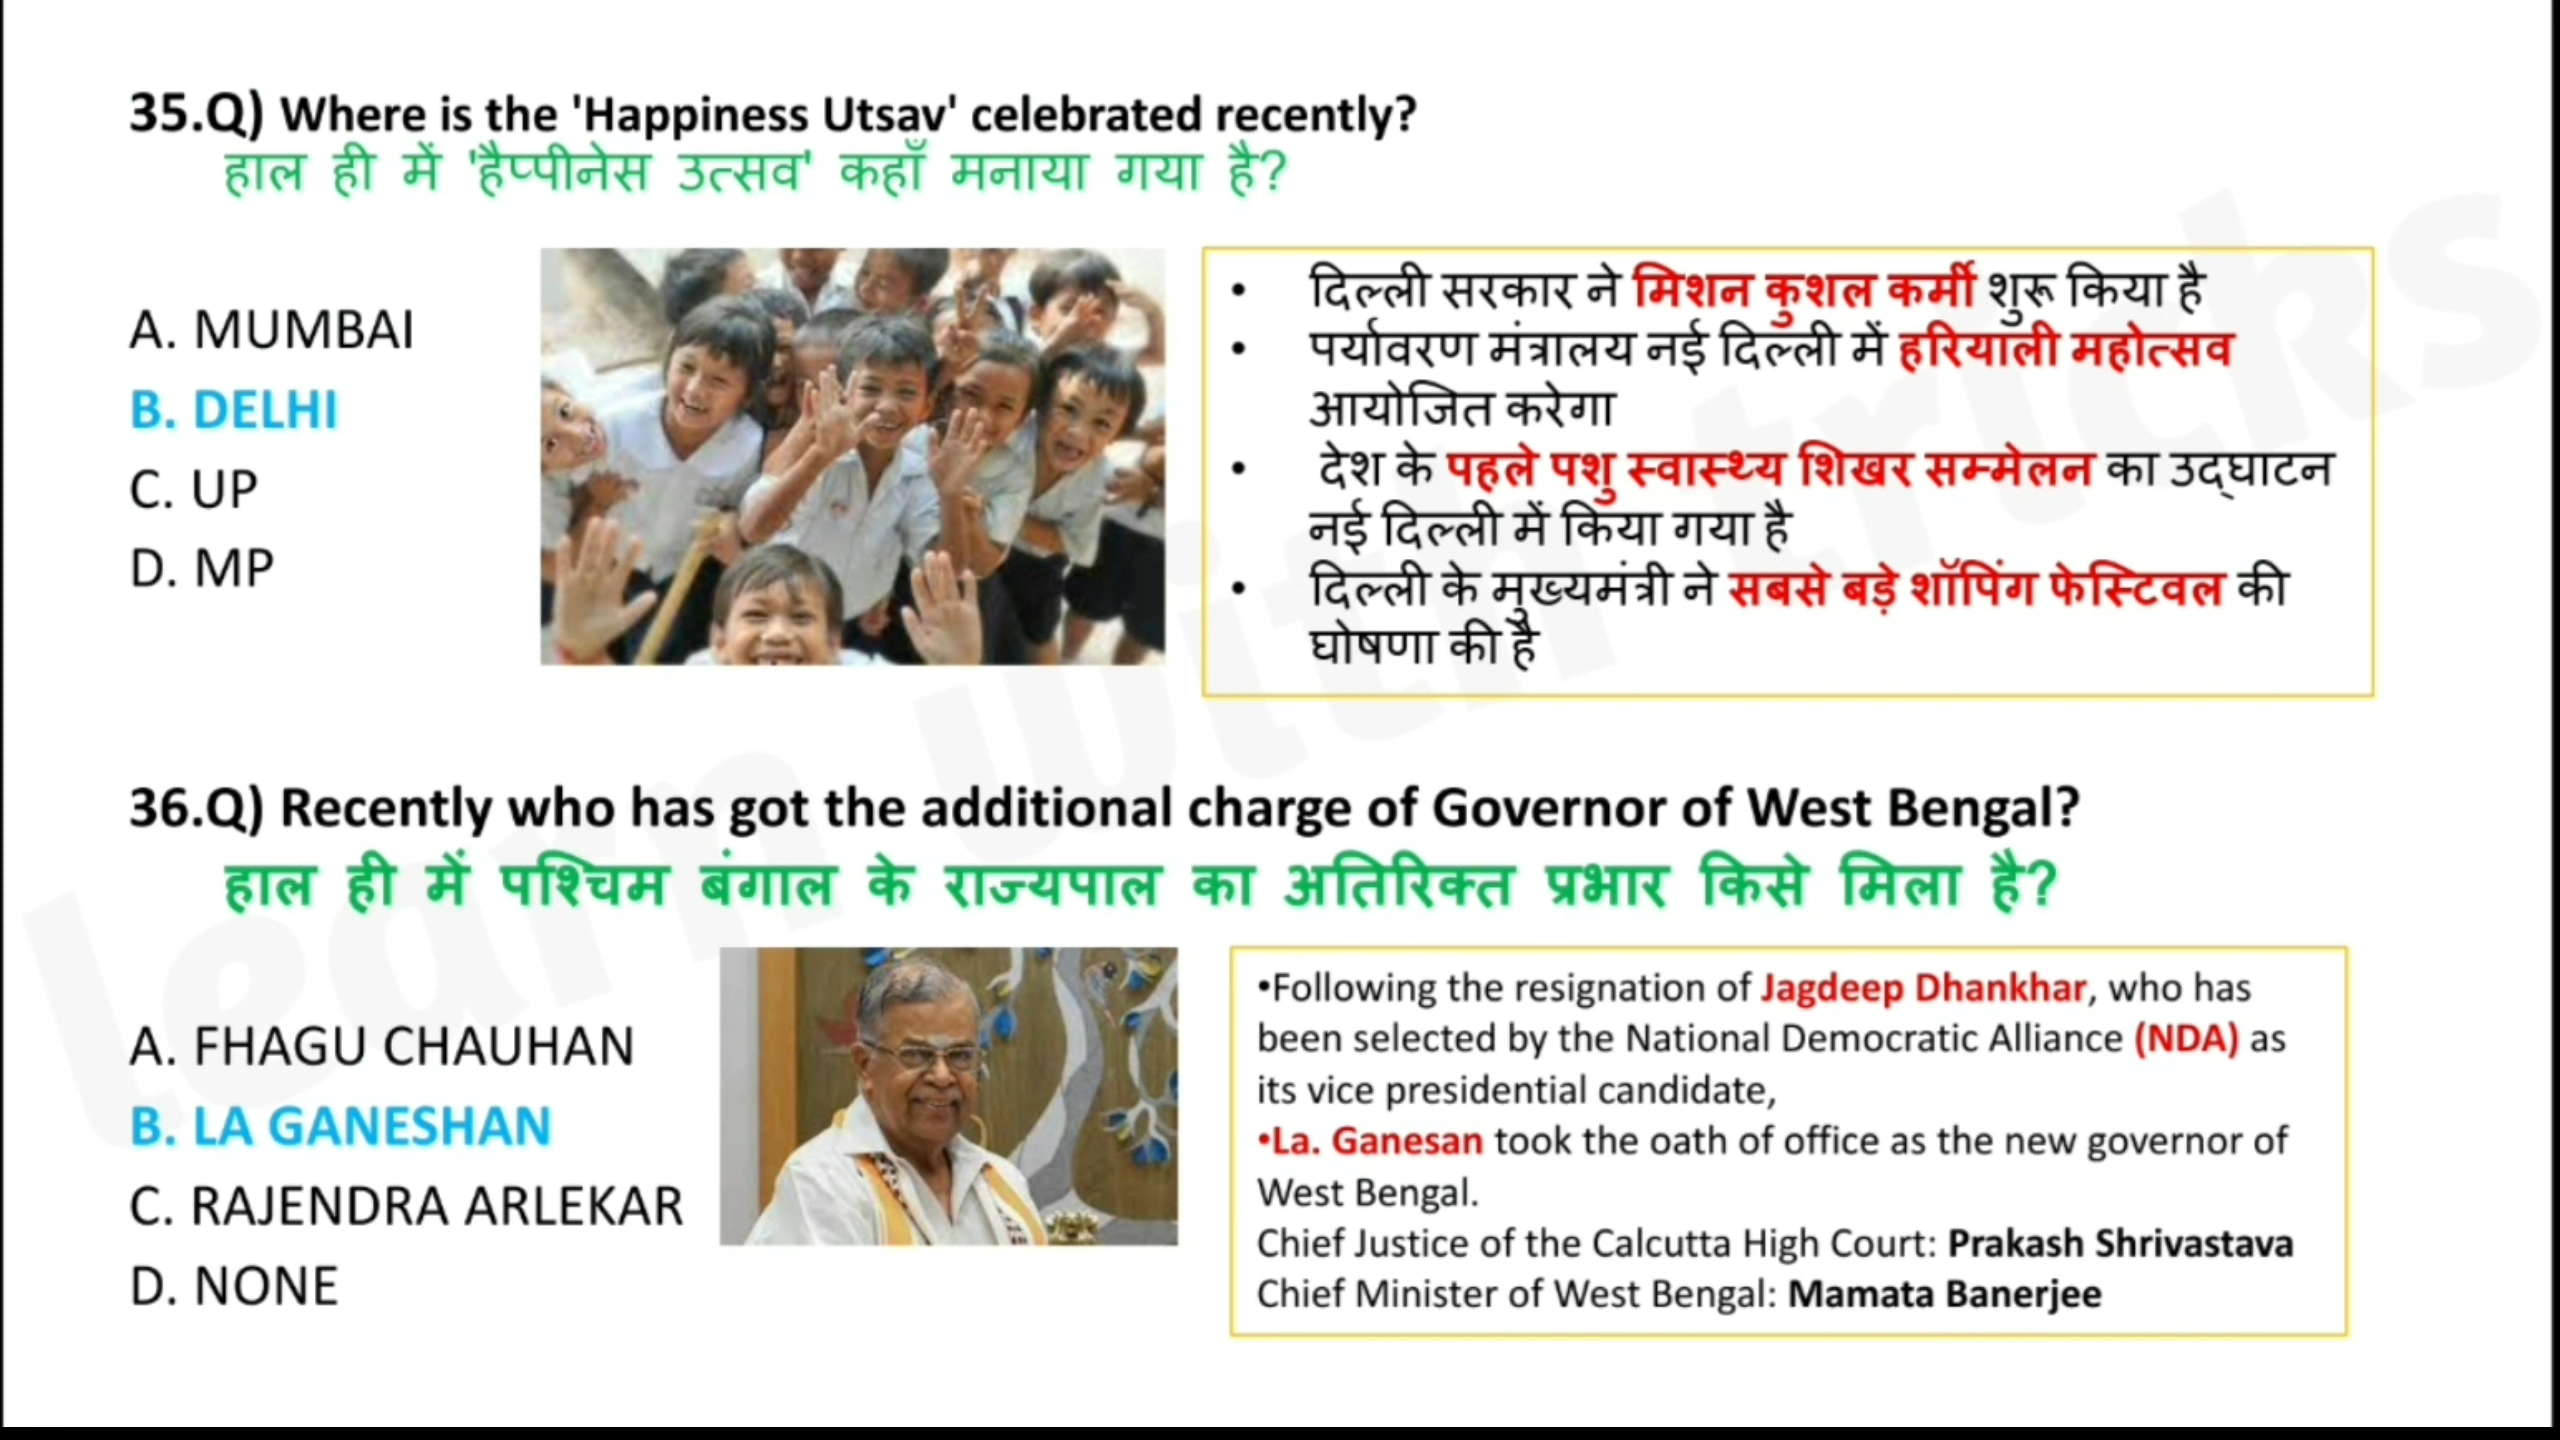 35.Q) Where is the 'Happiness Utsav' celebrated recently?
हाल ही में 'हैप्पीनेस उत्सव' कहाँ मनाया गया है?
A. MUMBAI
B. DELHI
C. UP
D. MP
• दिल्ली सरकार ने मिशन कुशल कर्मी शुरू किया है
• पर्यावरण मंत्रालय नई दिल्ली में हरियाली महोत्सव
आयोजित करेगा
• देश के पहले पशु स्वास्थ्य शिखर सम्मेलन का उद्घाटन
नई दिल्ली में किया गया है
• दिल्ली के मुख्यमंत्री ने सबसे बड़े शॉपिंग फेस्टिवल की
घोषणा की है
36.Q) Recently who has got the additional charge of Governor of West Bengal?
हाल ही में पश्चिम बंगाल के राज्यपाल का अतिरिक्त प्रभार किसे मिला है?
A. FHAGU CHAUHAN
B. LA GANESHAN
C. RAJENDRA ARLEKAR
D. NONE
•Following the resignation of Jagdeep Dhankhar, who has
been selected by the National Democratic Alliance (NDA) as
its vice presidential candidate,
•La. Ganesan took the oath of office as the new governor of
West Bengal.
Chief Justice of the Calcutta High Court: Prakash Shrivastava
Chief Minister of West Bengal: Mamata Banerjee
learn with tricks